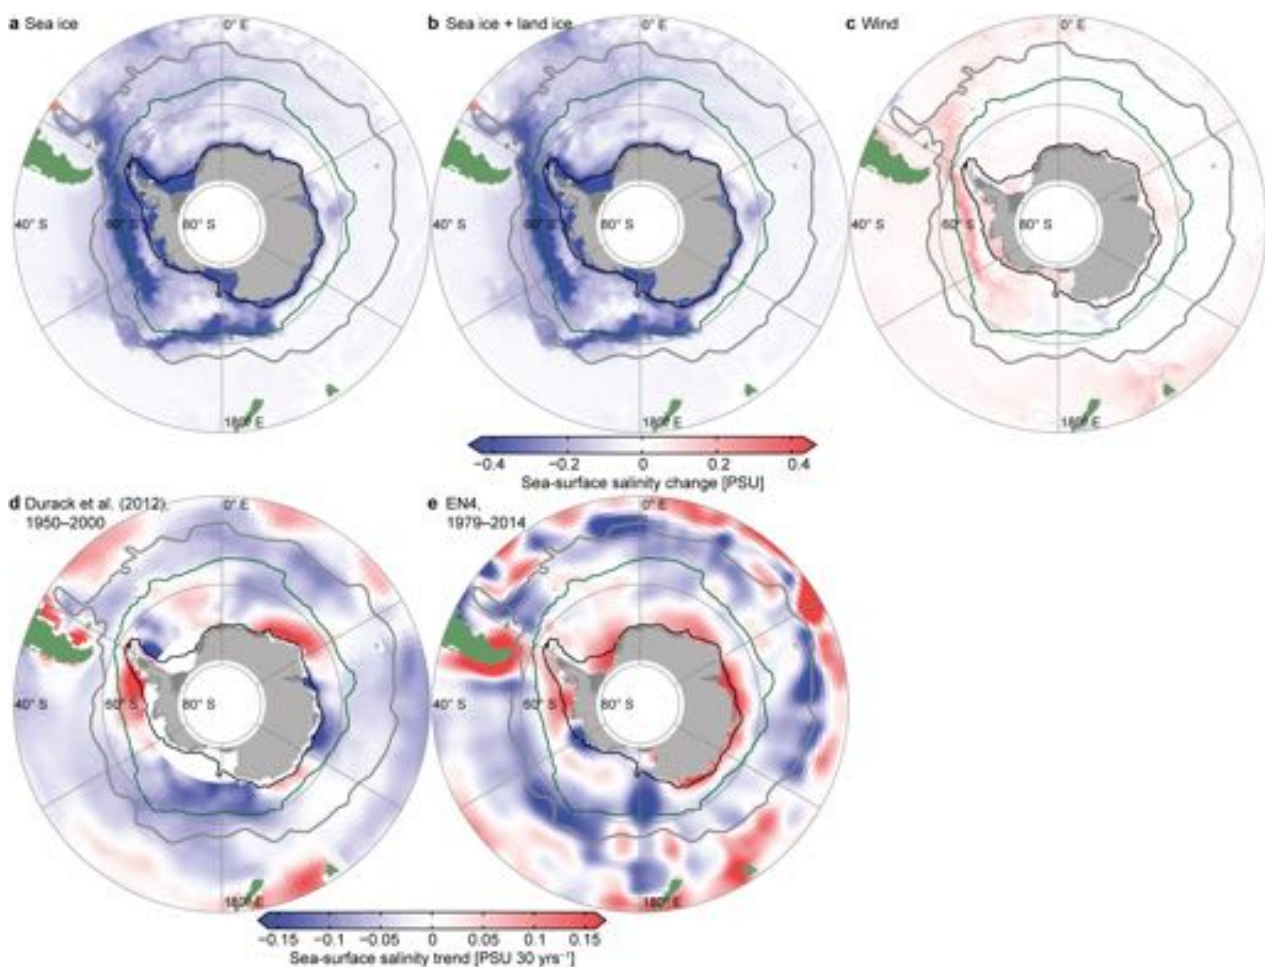 a Sea ice
0° E
40° S
60° S
80° S
180° E
b Sea ice + land ice
0° E
40° S
60° S
80° S
180° E
c Wind
0° E
40° S
60° S
80° S
180° E
−0.4 −0.2 0 0.2 0.4
Sea-surface salinity change [PSU]
d Durack et al. (2012),
1950–2000
0° E
40° S
60° S
80° S
180° E
e EN4,
1979–2014
0° E
40° S
60° S
80° S
180° E
−0.15 −0.1 −0.05 0 0.05 0.1 0.15
Sea-surface salinity trend [PSU 30 yrs⁻¹]